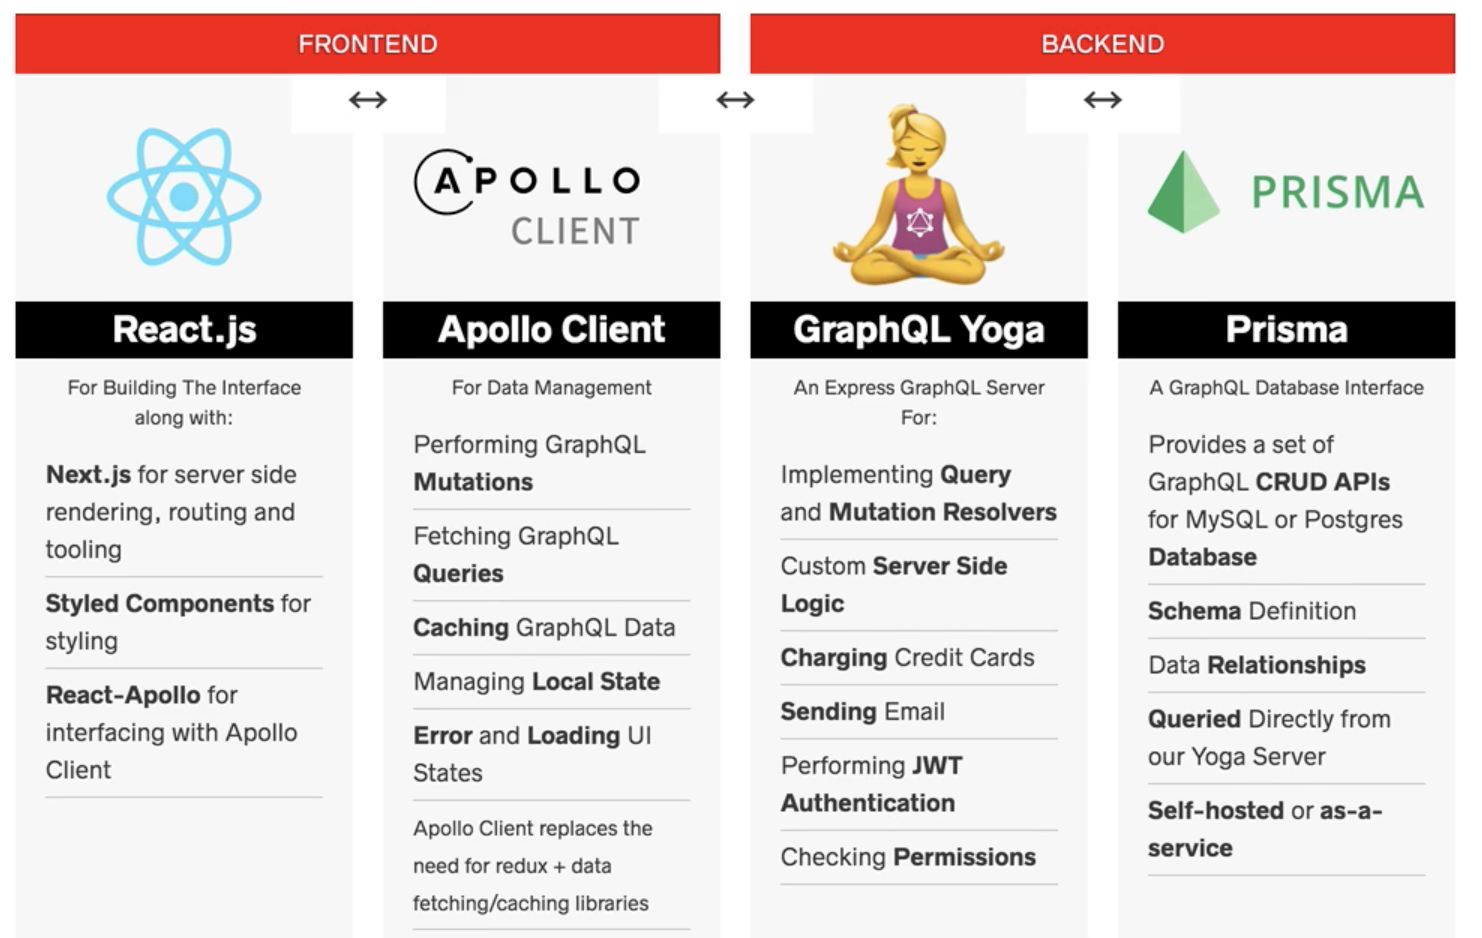 FRONTEND
BACKEND
APOLLO
CLIENT
PRISMA
React.js
For Building The Interface
along with:
Next.js for server side
rendering, routing and
tooling
Styled Components for
styling
React-Apollo for
interfacing with Apollo
Client
Apollo Client
For Data Management
Performing GraphQL
Mutations
Fetching GraphQL
Queries
Caching GraphQL Data
Managing Local State
Error and Loading UI
States
Apollo Client replaces the
need for redux + data
fetching/caching libraries
GraphQL Yoga
An Express GraphQL Server
For:
Implementing Query
and Mutation Resolvers
Custom Server Side
Logic
Charging Credit Cards
Sending Email
Performing JWT
Authentication
Checking Permissions
Prisma
A GraphQL Database Interface
Provides a set of
GraphQL CRUD APIs
for MySQL or Postgres
Database
Schema Definition
Data Relationships
Queried Directly from
our Yoga Server
Self-hosted or as-a-
service